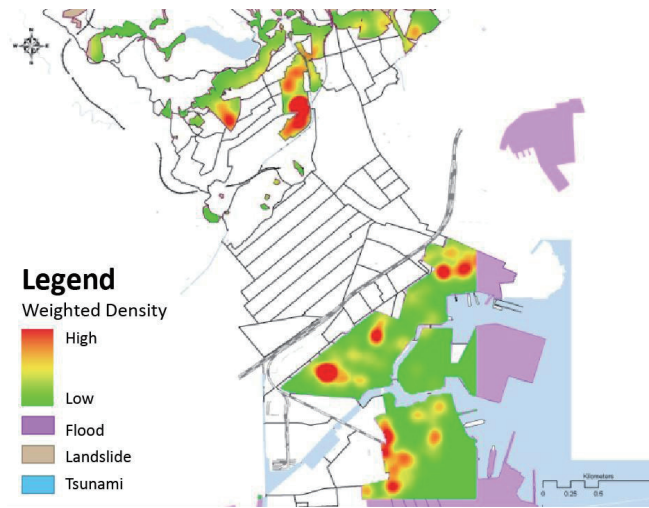 Legend
Weighted Density
High
Low
Flood
Landslide
Tsunami
Kilometers
0 0.25 0.5